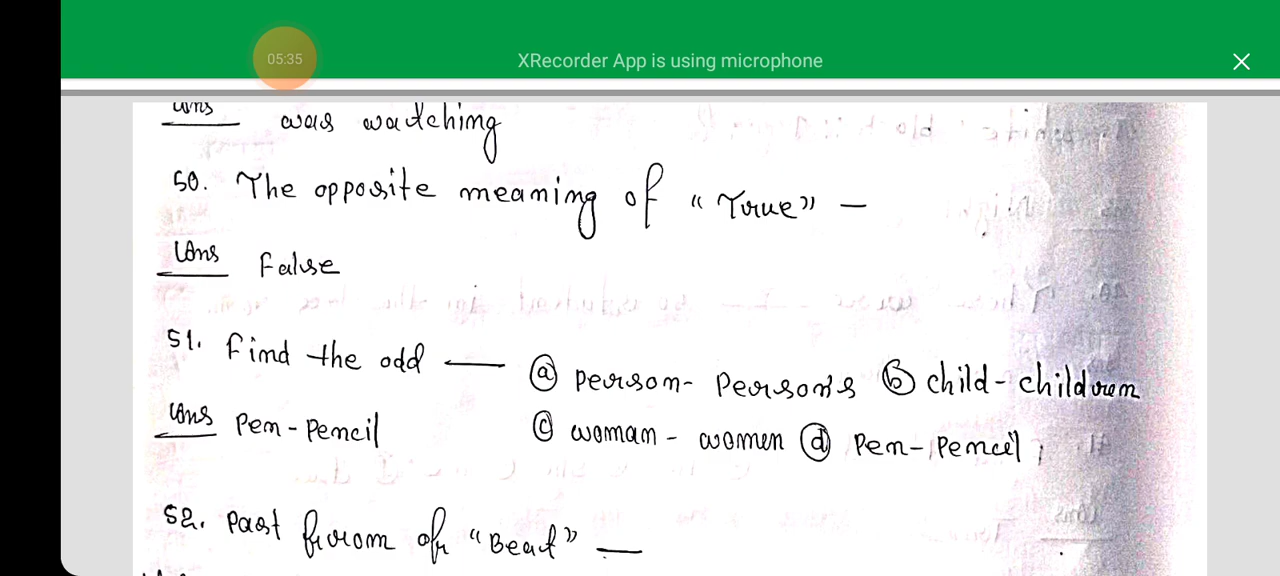 05:35
XRecorder App is using microphone
Ans was watching
50. The opposite meaning of "True" —
Ans False
51. Find the odd — (a) person - persons (b) child - children
Ans Pen - Pencil (c) woman - women (d) Pen - Pencil
52. Past from of "Beat" —